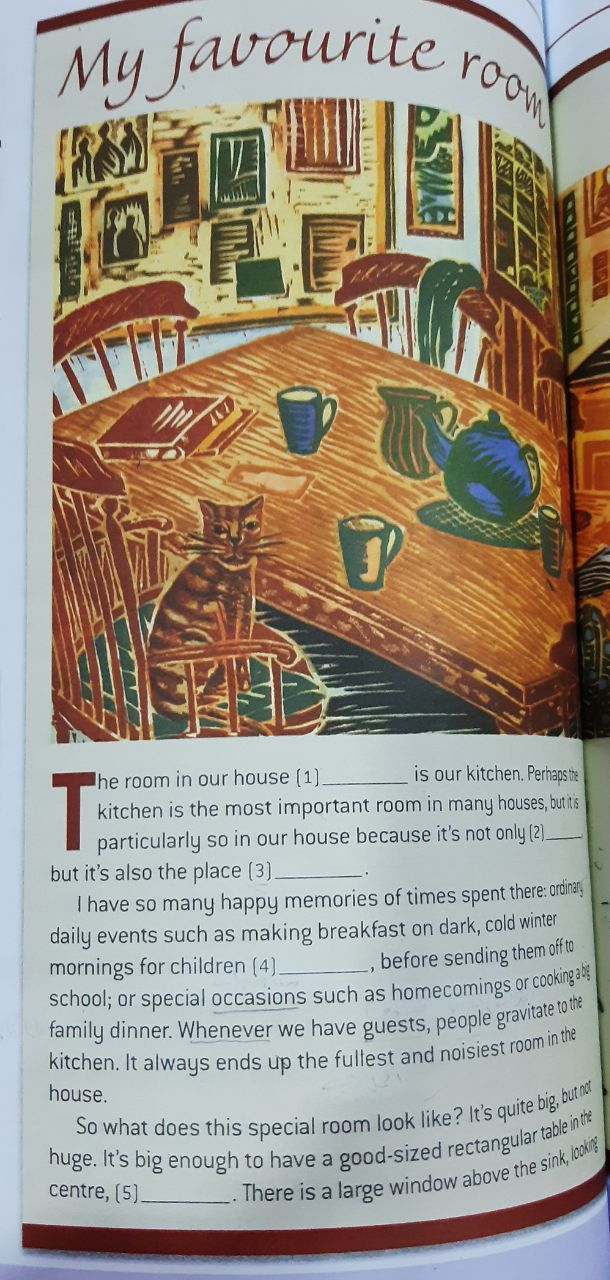 My favourite room
The room in our house (1)________ is our kitchen. Perhaps the
kitchen is the most important room in many houses, but it is
particularly so in our house because it's not only (2)____
but it's also the place (3)________.
I have so many happy memories of times spent there: ordinary
daily events such as making breakfast on dark, cold winter
mornings for children (4)________, before sending them off to
school; or special occasions such as homecomings or cooking a big
family dinner. Whenever we have guests, people gravitate to the
kitchen. It always ends up the fullest and noisiest room in the
house.
So what does this special room look like? It's quite big, but not
huge. It's big enough to have a good-sized rectangular table in the
centre, (5)________. There is a large window above the sink, looking